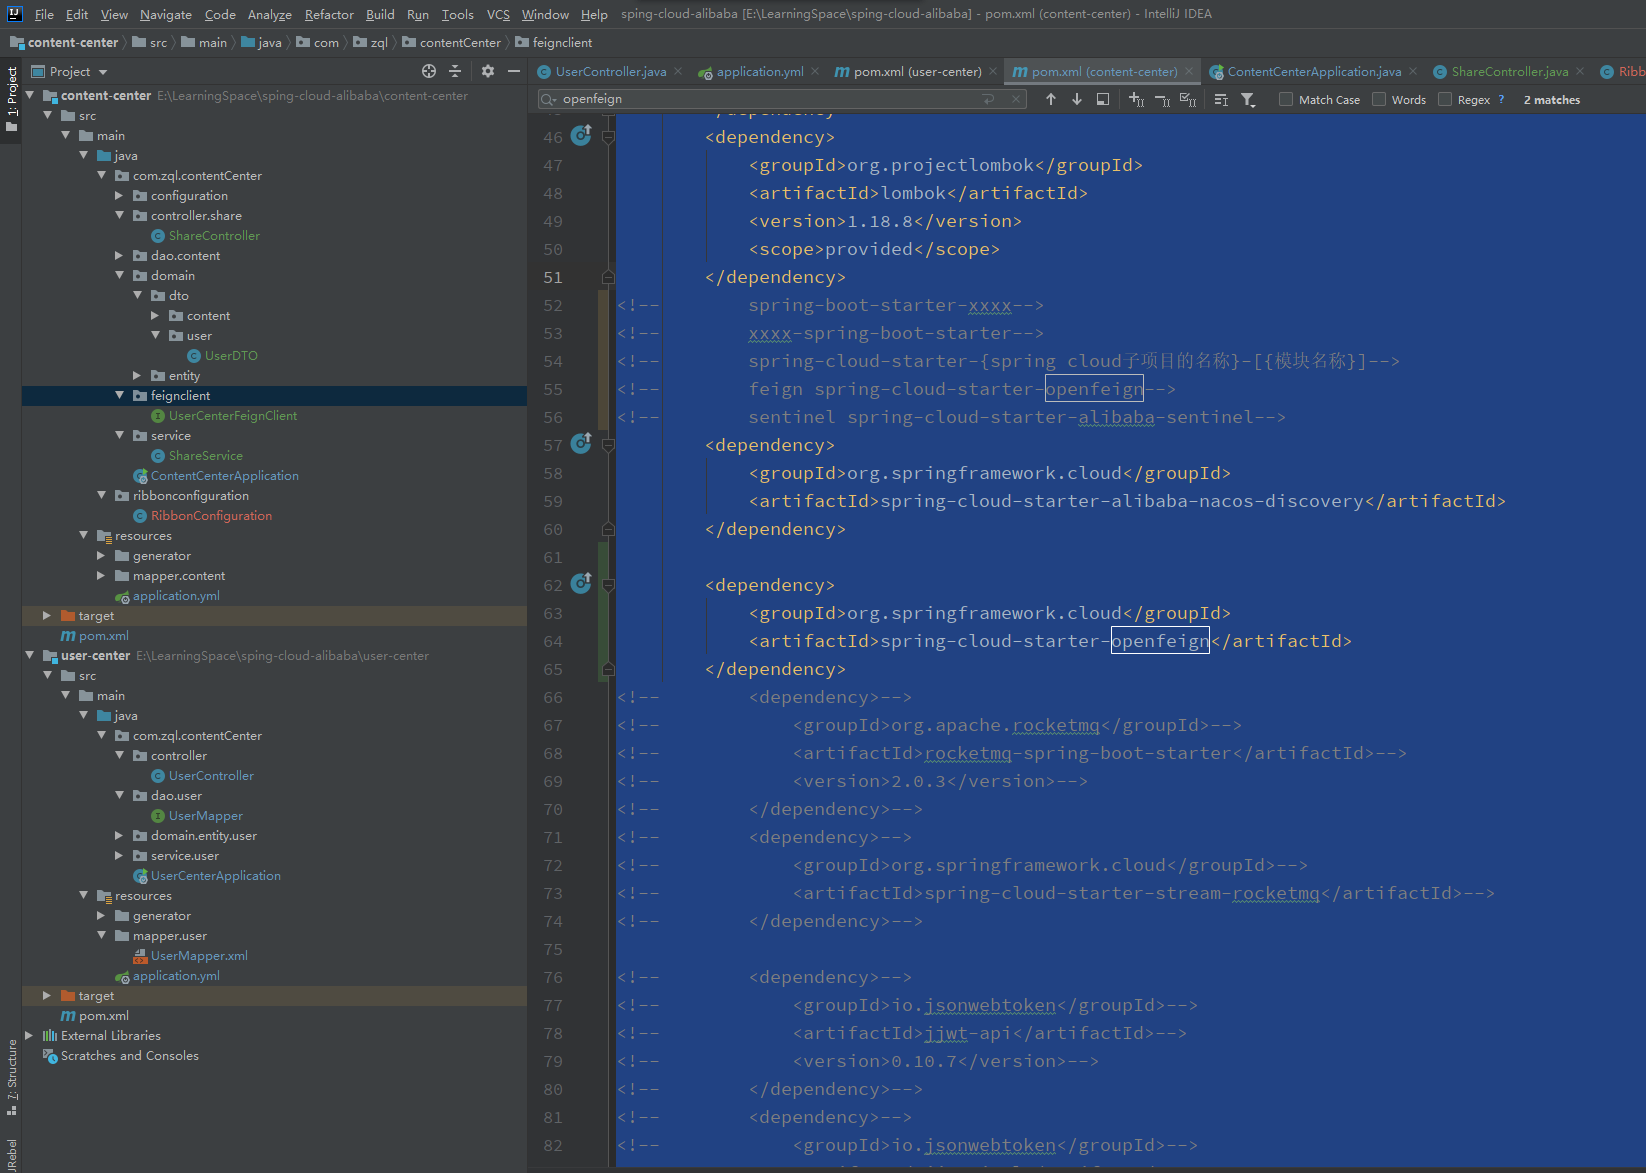 File Edit View Navigate Code Analyze Refactor Build Run Tools VCS Window Help sping-cloud-alibaba [E:\LearningSpace\sping-cloud-alibaba] - pom.xml (content-center) - IntelliJ IDEA
content-center src main java com zql contentCenter feignclient
Project
UserController.java application.yml pom.xml (user-center) pom.xml (content-center) ContentCenterApplication.java ShareController.java Ribb
openfeign Match Case Words Regex ? 2 matches
1: Project
7: Structure
JRebel
content-center E:\LearningSpace\sping-cloud-alibaba\content-center
src
main
java
com.zql.contentCenter
configuration
controller.share
ShareController
dao.content
domain
dto
content
user
UserDTO
entity
feignclient
UserCenterFeignClient
service
ShareService
ContentCenterApplication
ribbonconfiguration
RibbonConfiguration
resources
generator
mapper.content
application.yml
target
pom.xml
user-center E:\LearningSpace\sping-cloud-alibaba\user-center
src
main
java
com.zql.contentCenter
controller
UserController
dao.user
UserMapper
domain.entity.user
service.user
UserCenterApplication
resources
generator
mapper.user
UserMapper.xml
application.yml
target
pom.xml
External Libraries
Scratches and Consoles
46 <dependency>
47 <groupId>org.projectlombok</groupId>
48 <artifactId>lombok</artifactId>
49 <version>1.18.8</version>
50 <scope>provided</scope>
51 </dependency>
52 <!-- spring-boot-starter-xxxx-->
53 <!-- xxxx-spring-boot-starter-->
54 <!-- spring-cloud-starter-{spring cloud子项目的名称}-[{模块名称}]-->
55 <!-- feign spring-cloud-starter-openfeign-->
56 <!-- sentinel spring-cloud-starter-alibaba-sentinel-->
57 <dependency>
58 <groupId>org.springframework.cloud</groupId>
59 <artifactId>spring-cloud-starter-alibaba-nacos-discovery</artifactId>
60 </dependency>
61
62 <dependency>
63 <groupId>org.springframework.cloud</groupId>
64 <artifactId>spring-cloud-starter-openfeign</artifactId>
65 </dependency>
66 <!-- <dependency>-->
67 <!-- <groupId>org.apache.rocketmq</groupId>-->
68 <!-- <artifactId>rocketmq-spring-boot-starter</artifactId>-->
69 <!-- <version>2.0.3</version>-->
70 <!-- </dependency>-->
71 <!-- <dependency>-->
72 <!-- <groupId>org.springframework.cloud</groupId>-->
73 <!-- <artifactId>spring-cloud-starter-stream-rocketmq</artifactId>-->
74 <!-- </dependency>-->
75
76 <!-- <dependency>-->
77 <!-- <groupId>io.jsonwebtoken</groupId>-->
78 <!-- <artifactId>jjwt-api</artifactId>-->
79 <!-- <version>0.10.7</version>-->
80 <!-- </dependency>-->
81 <!-- <dependency>-->
82 <!-- <groupId>io.jsonwebtoken</groupId>-->